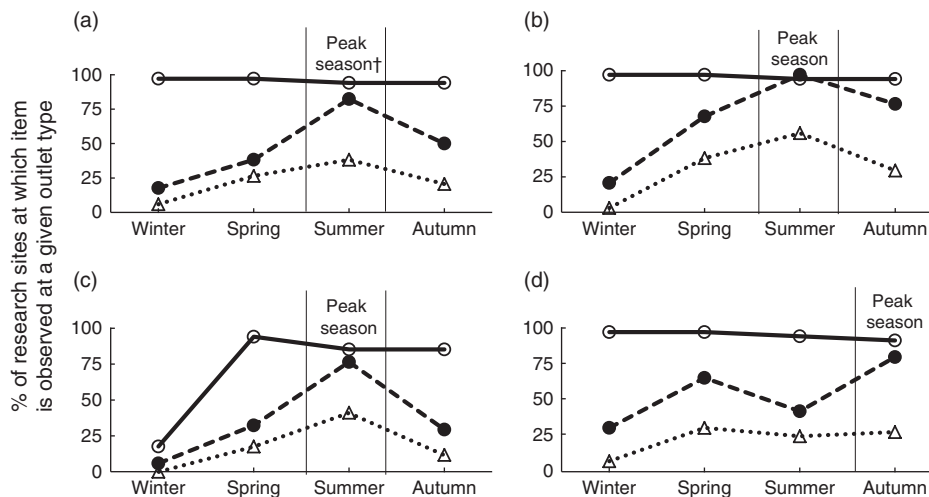 % of research sites at which item
is observed at a given outlet type
(a)
Peak
season†
100
75
50
25
0
Winter Spring Summer Autumn
(b)
Peak
season
100
75
50
25
0
Winter Spring Summer Autumn
(c)
Peak
season
100
75
50
25
0
Winter Spring Summer Autumn
(d)
Peak
season
100
75
50
25
0
Winter Spring Summer Autumn